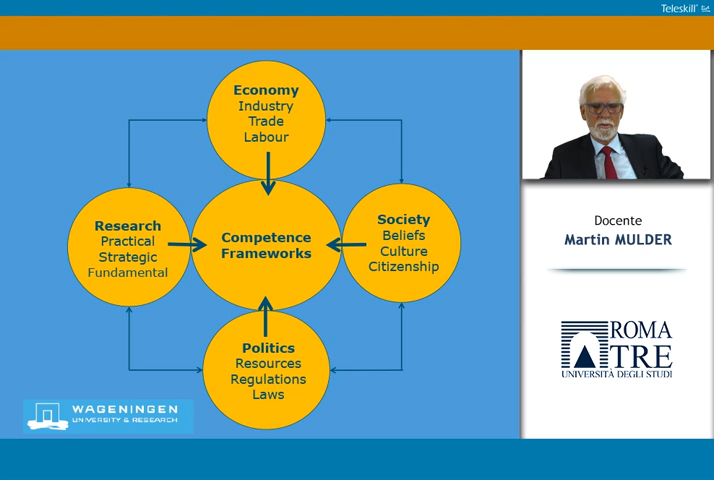 Teleskill
Economy
Industry
Trade
Labour
Research
Practical
Strategic
Fundamental
Competence
Frameworks
Society
Beliefs
Culture
Citizenship
Politics
Resources
Regulations
Laws
WAGENINGEN
UNIVERSITY & RESEARCH
Docente
Martin MULDER
ROMA
TRE
UNIVERSITÀ DEGLI STUDI